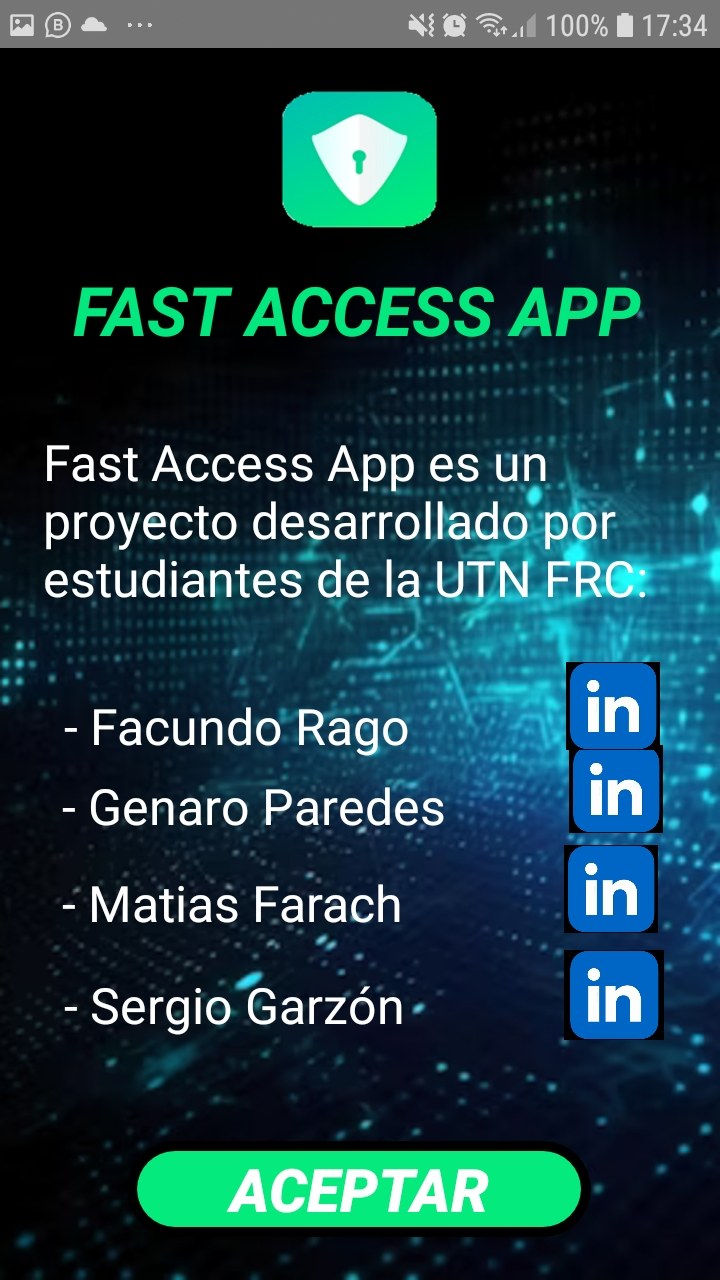 100% 17:34
FAST ACCESS APP
Fast Access App es un
proyecto desarrollado por
estudiantes de la UTN FRC:
- Facundo Rago in
- Genaro Paredes in
- Matias Farach in
- Sergio Garzón in
ACEPTAR